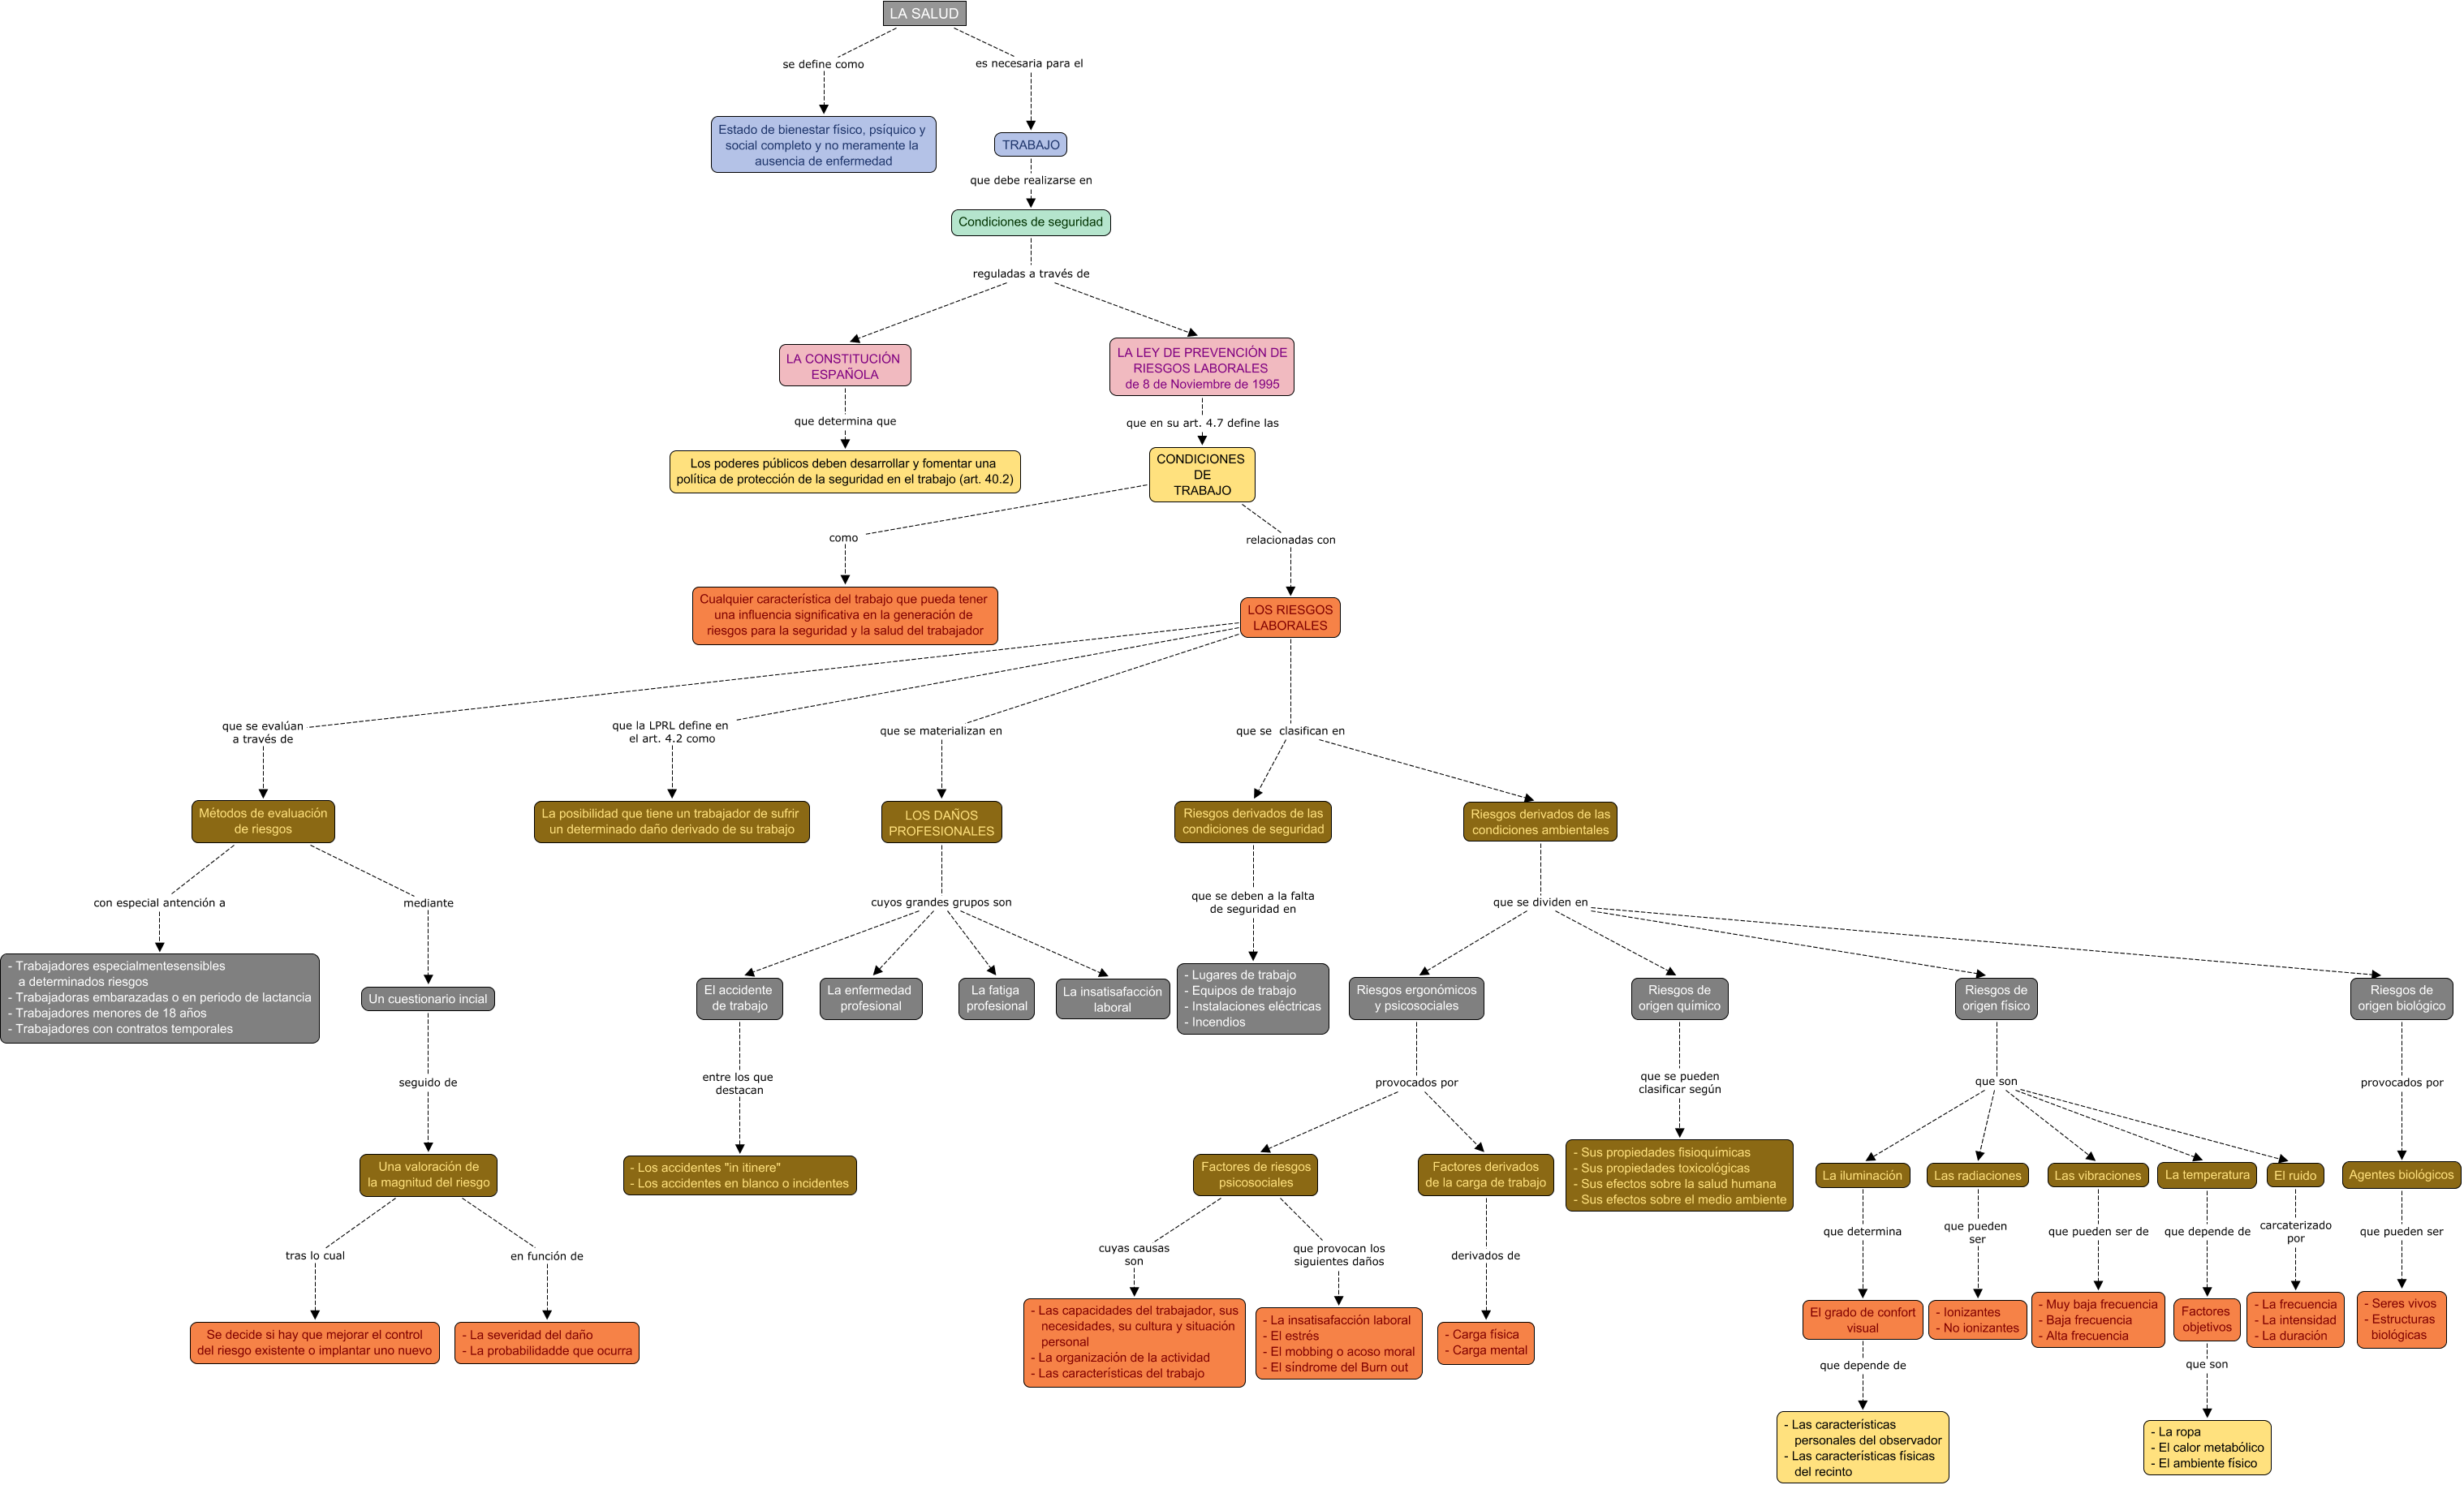 LA SALUD
se define como
es necesaria para el
Estado de bienestar físico, psíquico y
social completo y no meramente la
ausencia de enfermedad
TRABAJO
que debe realizarse en
Condiciones de seguridad
reguladas a través de
LA CONSTITUCIÓN
ESPAÑOLA
LA LEY DE PREVENCIÓN DE
RIESGOS LABORALES
de 8 de Noviembre de 1995
que determina que
que en su art. 4.7 define las
Los poderes públicos deben desarrollar y fomentar una
política de protección de la seguridad en el trabajo (art. 40.2)
CONDICIONES
DE
TRABAJO
como
relacionadas con
Cualquier característica del trabajo que pueda tener
una influencia significativa en la generación de
riesgos para la seguridad y la salud del trabajador
LOS RIESGOS
LABORALES
que se evalúan
a través de
que la LPRL define en
el art. 4.2 como
que se materializan en
que se clasifican en
Métodos de evaluación
de riesgos
La posibilidad que tiene un trabajador de sufrir
un determinado daño derivado de su trabajo
LOS DAÑOS
PROFESIONALES
Riesgos derivados de las
condiciones de seguridad
Riesgos derivados de las
condiciones ambientales
con especial antención a
mediante
cuyos grandes grupos son
que se deben a la falta
de seguridad en
que se dividen en
- Trabajadores especialmentesensibles
a determinados riesgos
- Trabajadoras embarazadas o en periodo de lactancia
- Trabajadores menores de 18 años
- Trabajadores con contratos temporales
Un cuestionario incial
El accidente
de trabajo
La enfermedad
profesional
La fatiga
profesional
La insatisafacción
laboral
- Lugares de trabajo
- Equipos de trabajo
- Instalaciones eléctricas
- Incendios
Riesgos ergonómicos
y psicosociales
Riesgos de
origen químico
Riesgos de
origen físico
Riesgos de
origen biológico
seguido de
entre los que
destacan
provocados por
que se pueden
clasificar según
que son
provocados por
Una valoración de
la magnitud del riesgo
- Los accidentes "in itinere"
- Los accidentes en blanco o incidentes
Factores de riesgos
psicosociales
Factores derivados
de la carga de trabajo
- Sus propiedades fisioquímicas
- Sus propiedades toxicológicas
- Sus efectos sobre la salud humana
- Sus efectos sobre el medio ambiente
La iluminación
Las radiaciones
Las vibraciones
La temperatura
El ruido
Agentes biológicos
tras lo cual
en función de
cuyas causas
son
que provocan los
siguientes daños
derivados de
que determina
que pueden
ser
que pueden ser de
que depende de
carcaterizado
por
que pueden ser
Se decide si hay que mejorar el control
del riesgo existente o implantar uno nuevo
- La severidad del daño
- La probabilidadde que ocurra
- Las capacidades del trabajador, sus
necesidades, su cultura y situación
personal
- La organización de la actividad
- Las características del trabajo
- La insatisafacción laboral
- El estrés
- El mobbing o acoso moral
- El síndrome del Burn out
- Carga física
- Carga mental
El grado de confort
visual
- Ionizantes
- No ionizantes
- Muy baja frecuencia
- Baja frecuencia
- Alta frecuencia
Factores
objetivos
- La frecuencia
- La intensidad
- La duración
- Seres vivos
- Estructuras
biológicas
que depende de
que son
- Las características
personales del observador
- Las características físicas
del recinto
- La ropa
- El calor metabólico
- El ambiente físico